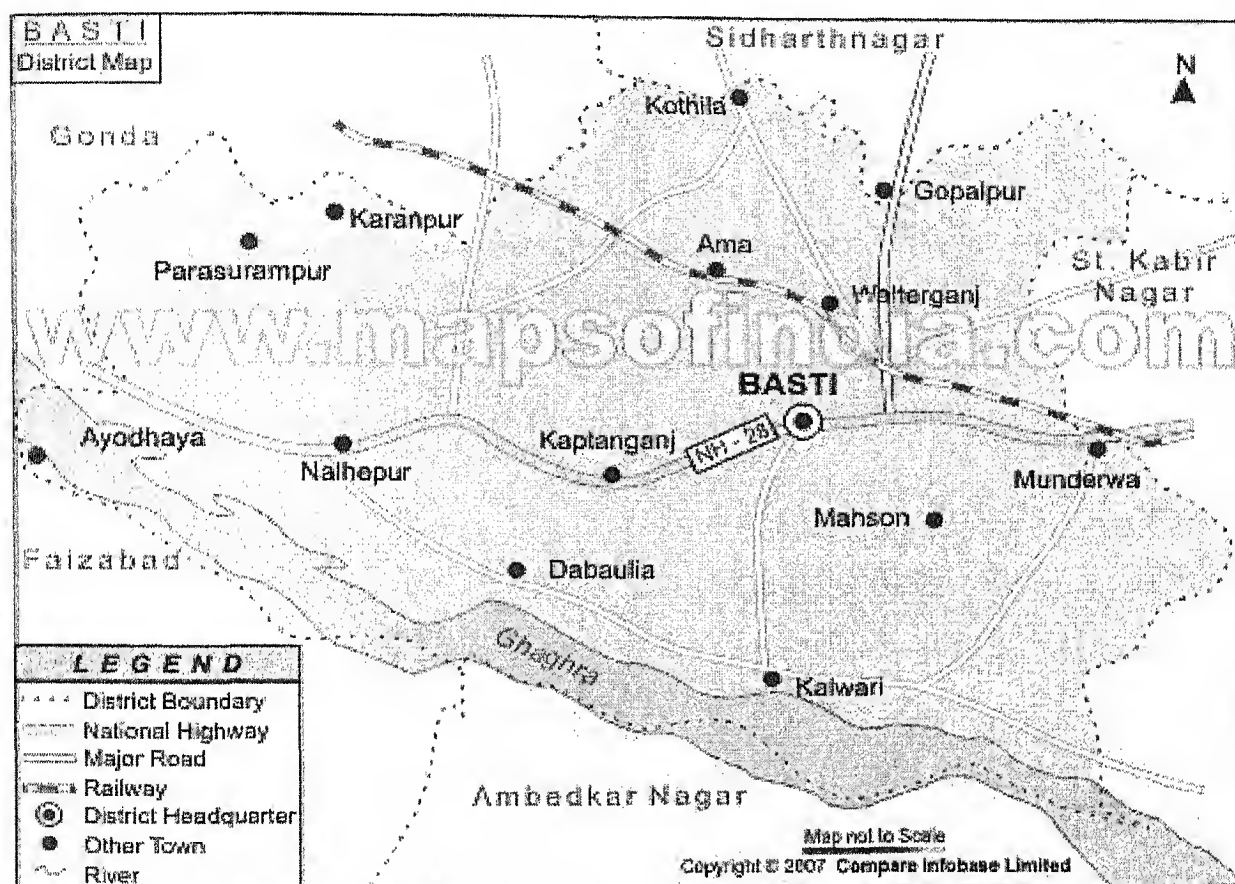 BASTI
District Map
Sidharthnagar
N
Kothila
Gonda
Gopalpur
Karanpur
Ama
Parasurampur
St. Kabir
Nagar
Walterganj
www.mapsofindia.com
BASTI
Ayodhaya
Kaptanganj
NH - 28
Nalhepur
Munderwa
Mahson
Faizabad
Dabaulia
Ghaghra
Kalwari
LEGEND
District Boundary
National Highway
Major Road
Railway
District Headquarter
Other Town
River
Ambedkar Nagar
Map not to Scale
Copyright © 2007 Compare Infobase Limited